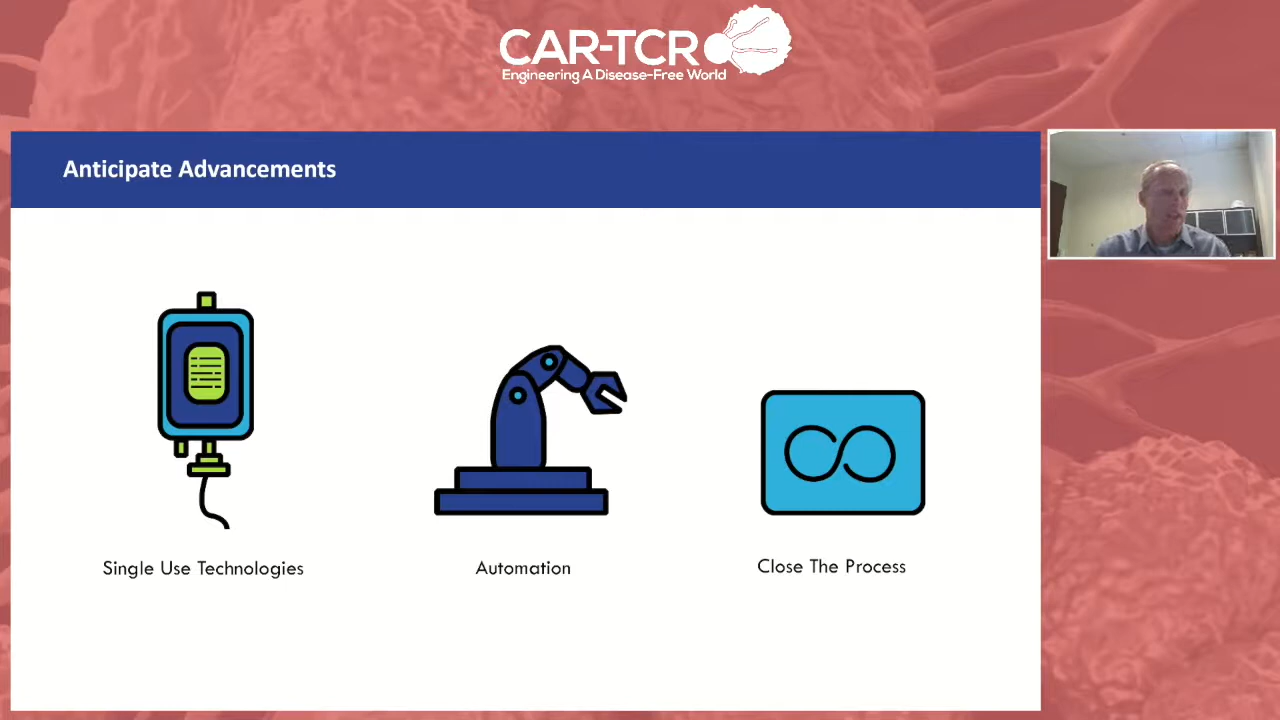 CAR-TCR
Engineering A Disease-Free World
Anticipate Advancements
Single Use Technologies
Automation
Close The Process